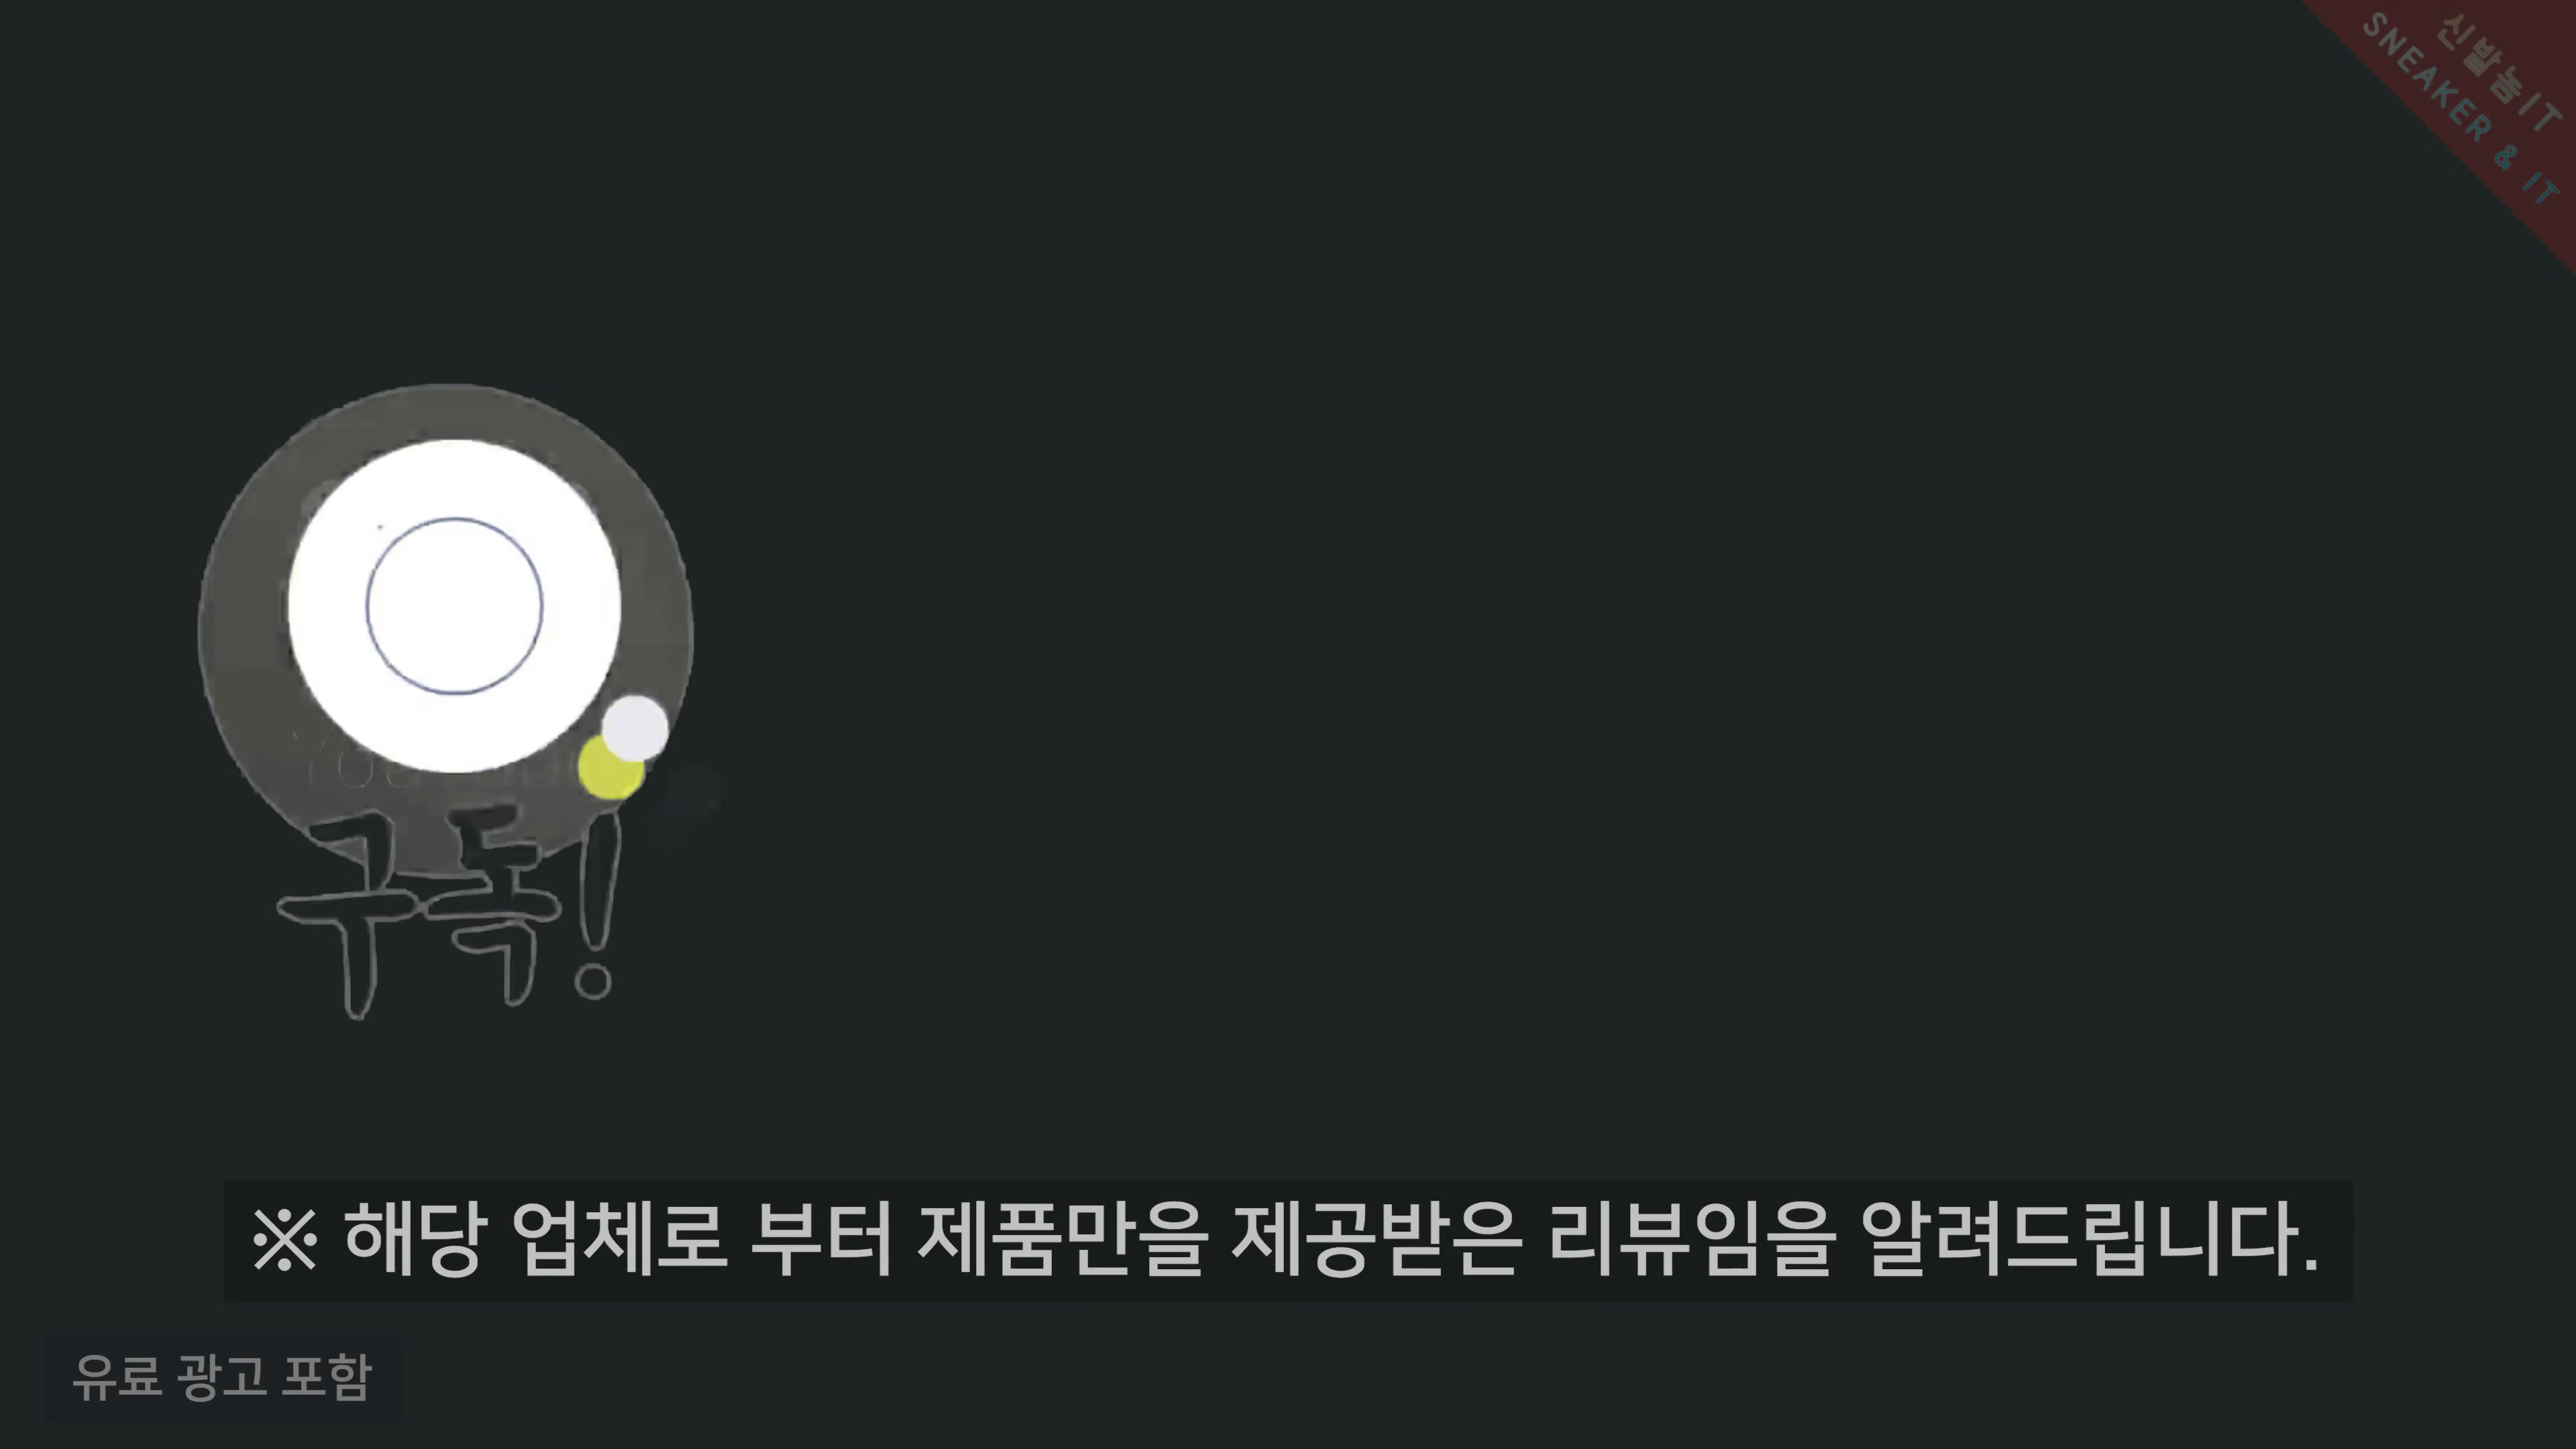 신발놈IT
SNEAKER & IT
구독!
※ 해당 업체로 부터 제품만을 제공받은 리뷰임을 알려드립니다.
유료 광고 포함